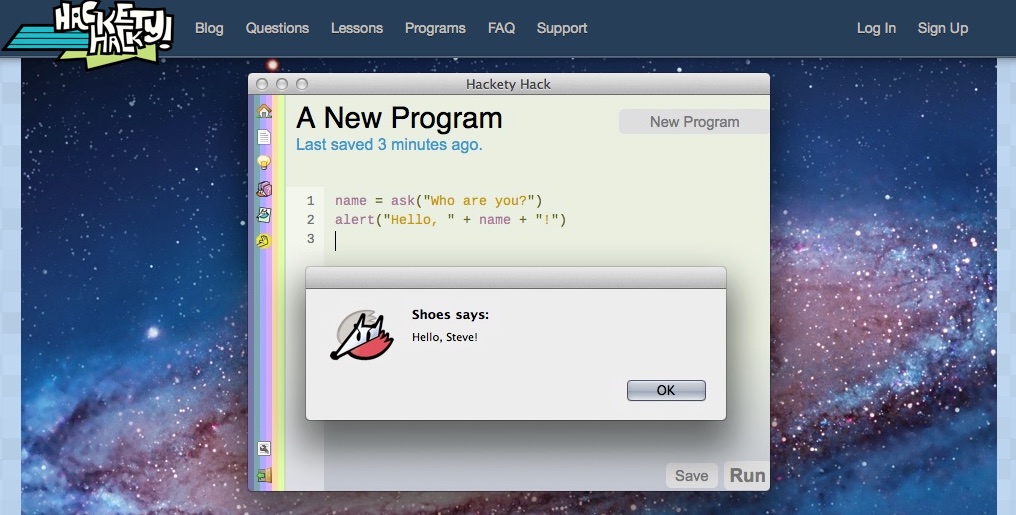 HACKETY HACK!
Blog Questions Lessons Programs FAQ Support Log In Sign Up
Hackety Hack
A New Program
New Program
Last saved 3 minutes ago.
1 name = ask("Who are you?")
2 alert("Hello, " + name + "!")
3
Shoes says:
Hello, Steve!
OK
Save Run